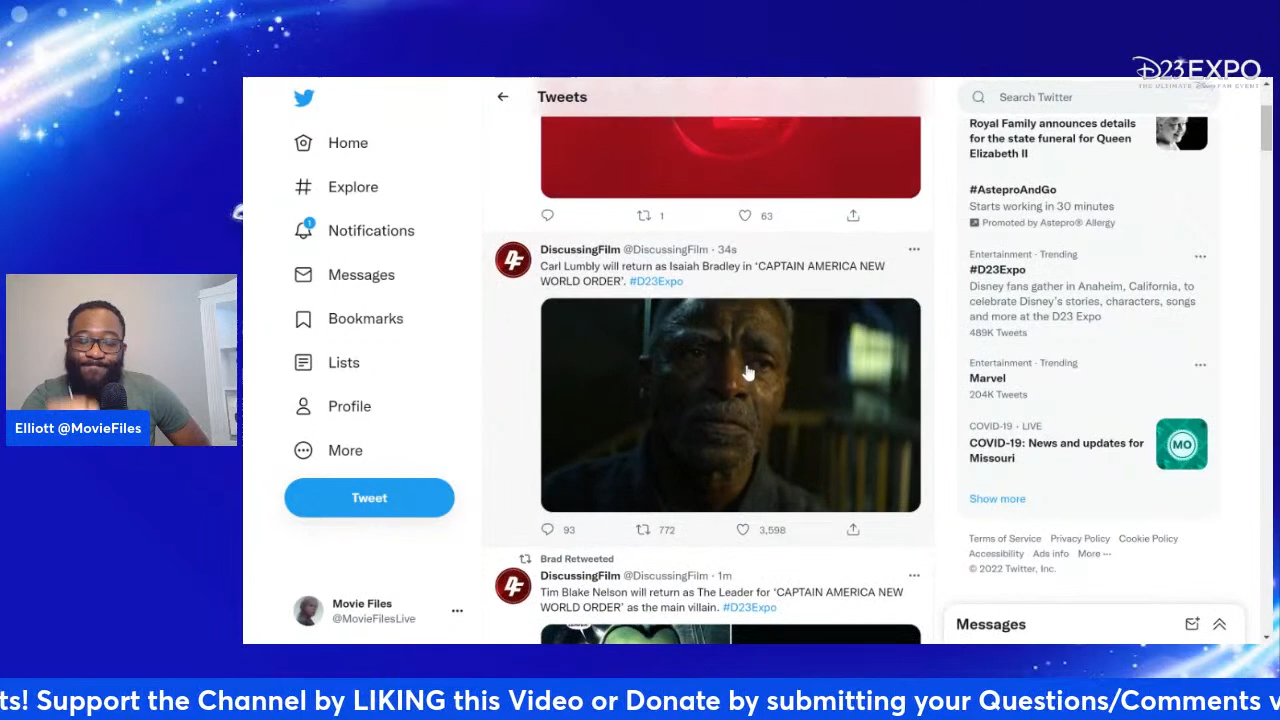 D23 EXPO
THE ULTIMATE Disney FAN EVENT
Home
Explore
1
Notifications
Messages
Bookmarks
Lists
Profile
More
Tweet
Movie Files
@MovieFilesLive
Tweets
1
63
DiscussingFilm @DiscussingFilm · 34s
Carl Lumbly will return as Isaiah Bradley in ‘CAPTAIN AMERICA NEW
WORLD ORDER’. #D23Expo
93
772
3,598
Brad Retweeted
DiscussingFilm @DiscussingFilm · 1m
Tim Blake Nelson will return as The Leader for ‘CAPTAIN AMERICA NEW
WORLD ORDER’ as the main villain. #D23Expo
Search Twitter
Royal Family announces details
for the state funeral for Queen
Elizabeth II
#AsteproAndGo
Starts working in 30 minutes
Promoted by Astepro® Allergy
Entertainment · Trending
#D23Expo
Disney fans gather in Anaheim, California, to
celebrate Disney's stories, characters, songs
and more at the D23 Expo
489K Tweets
Entertainment · Trending
Marvel
204K Tweets
COVID-19 · LIVE
COVID-19: News and updates for
Missouri
MO
Show more
Terms of Service Privacy Policy Cookie Policy
Accessibility Ads info More ···
© 2022 Twitter, Inc.
Messages
Elliott @MovieFiles
ts! Support the Channel by LIKING this Video or Donate by submitting your Questions/Comments